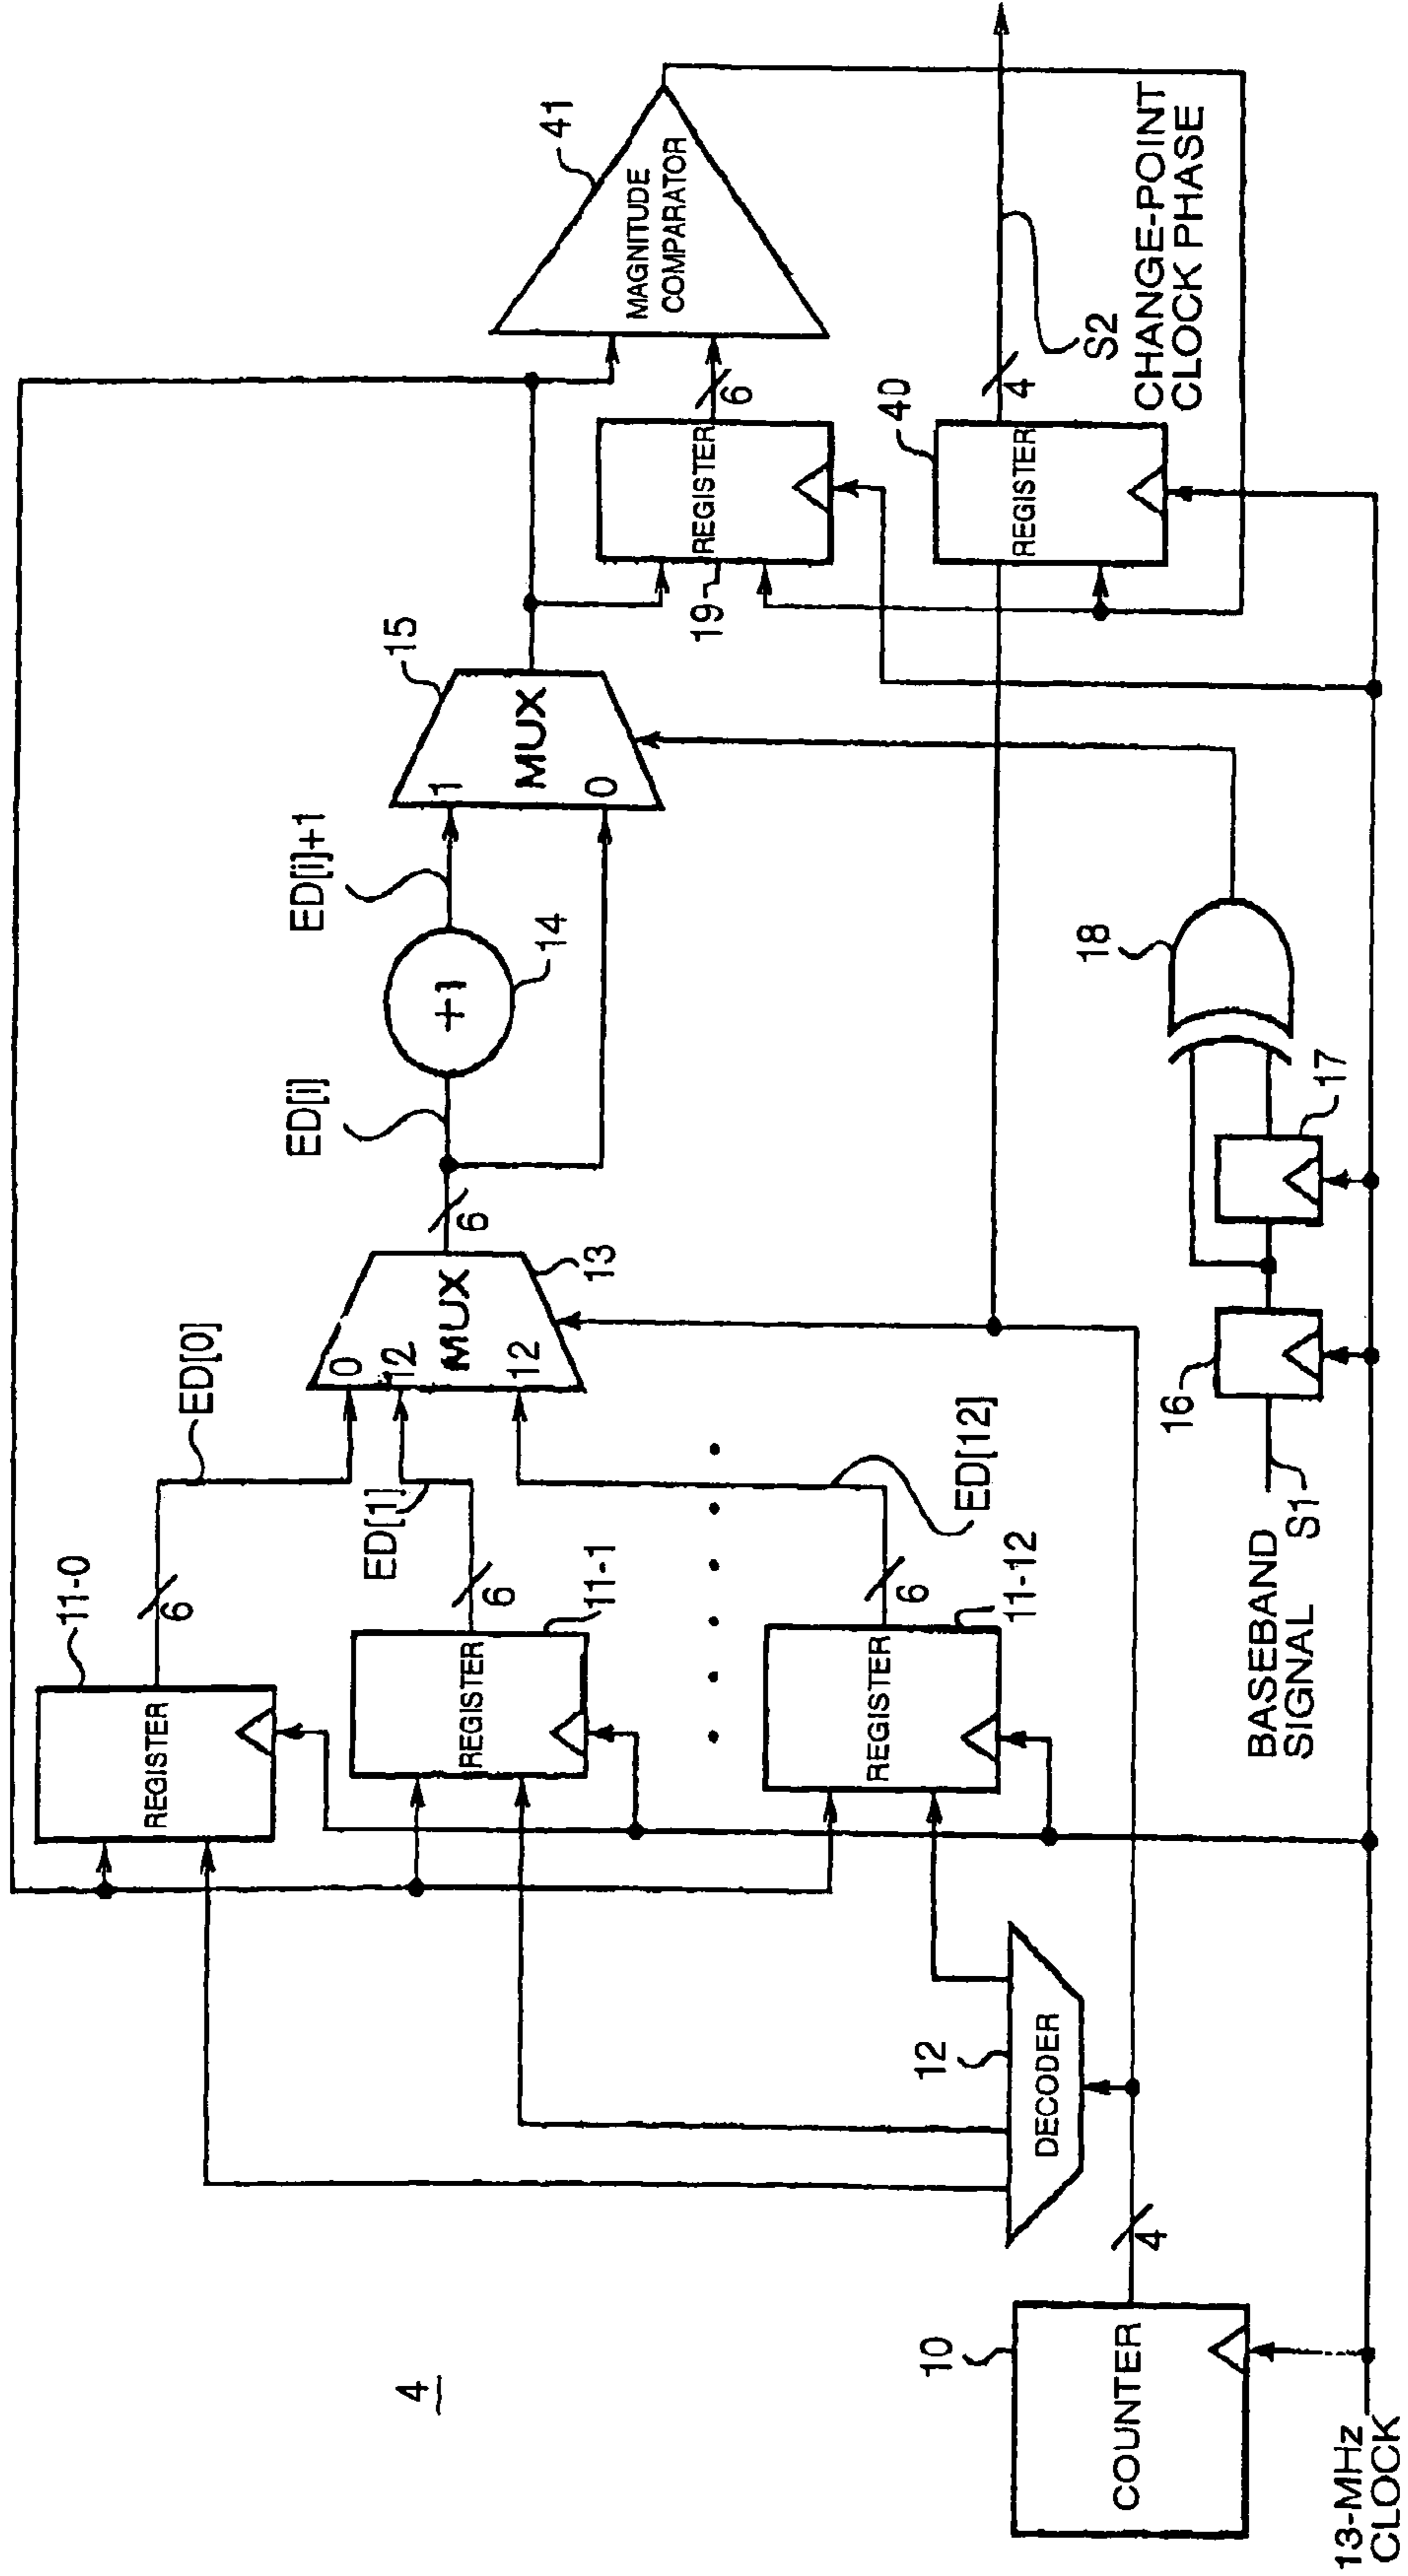 4
13-MHz
CLOCK
10
COUNTER
4
12
DECODER
11-0
REGISTER
6
ED[0]
11-1
REGISTER
6
ED[1]
11-12
REGISTER
6
ED[12]
BASEBAND
SIGNAL S1
16
17
18
0
12
12
MUX
13
6
ED[i]
+1
14
ED[i]+1
1
0
MUX
15
19
REGISTER
6
40
REGISTER
4
S2
CHANGE-POINT
CLOCK PHASE
MAGNITUDE
COMPARATOR
41